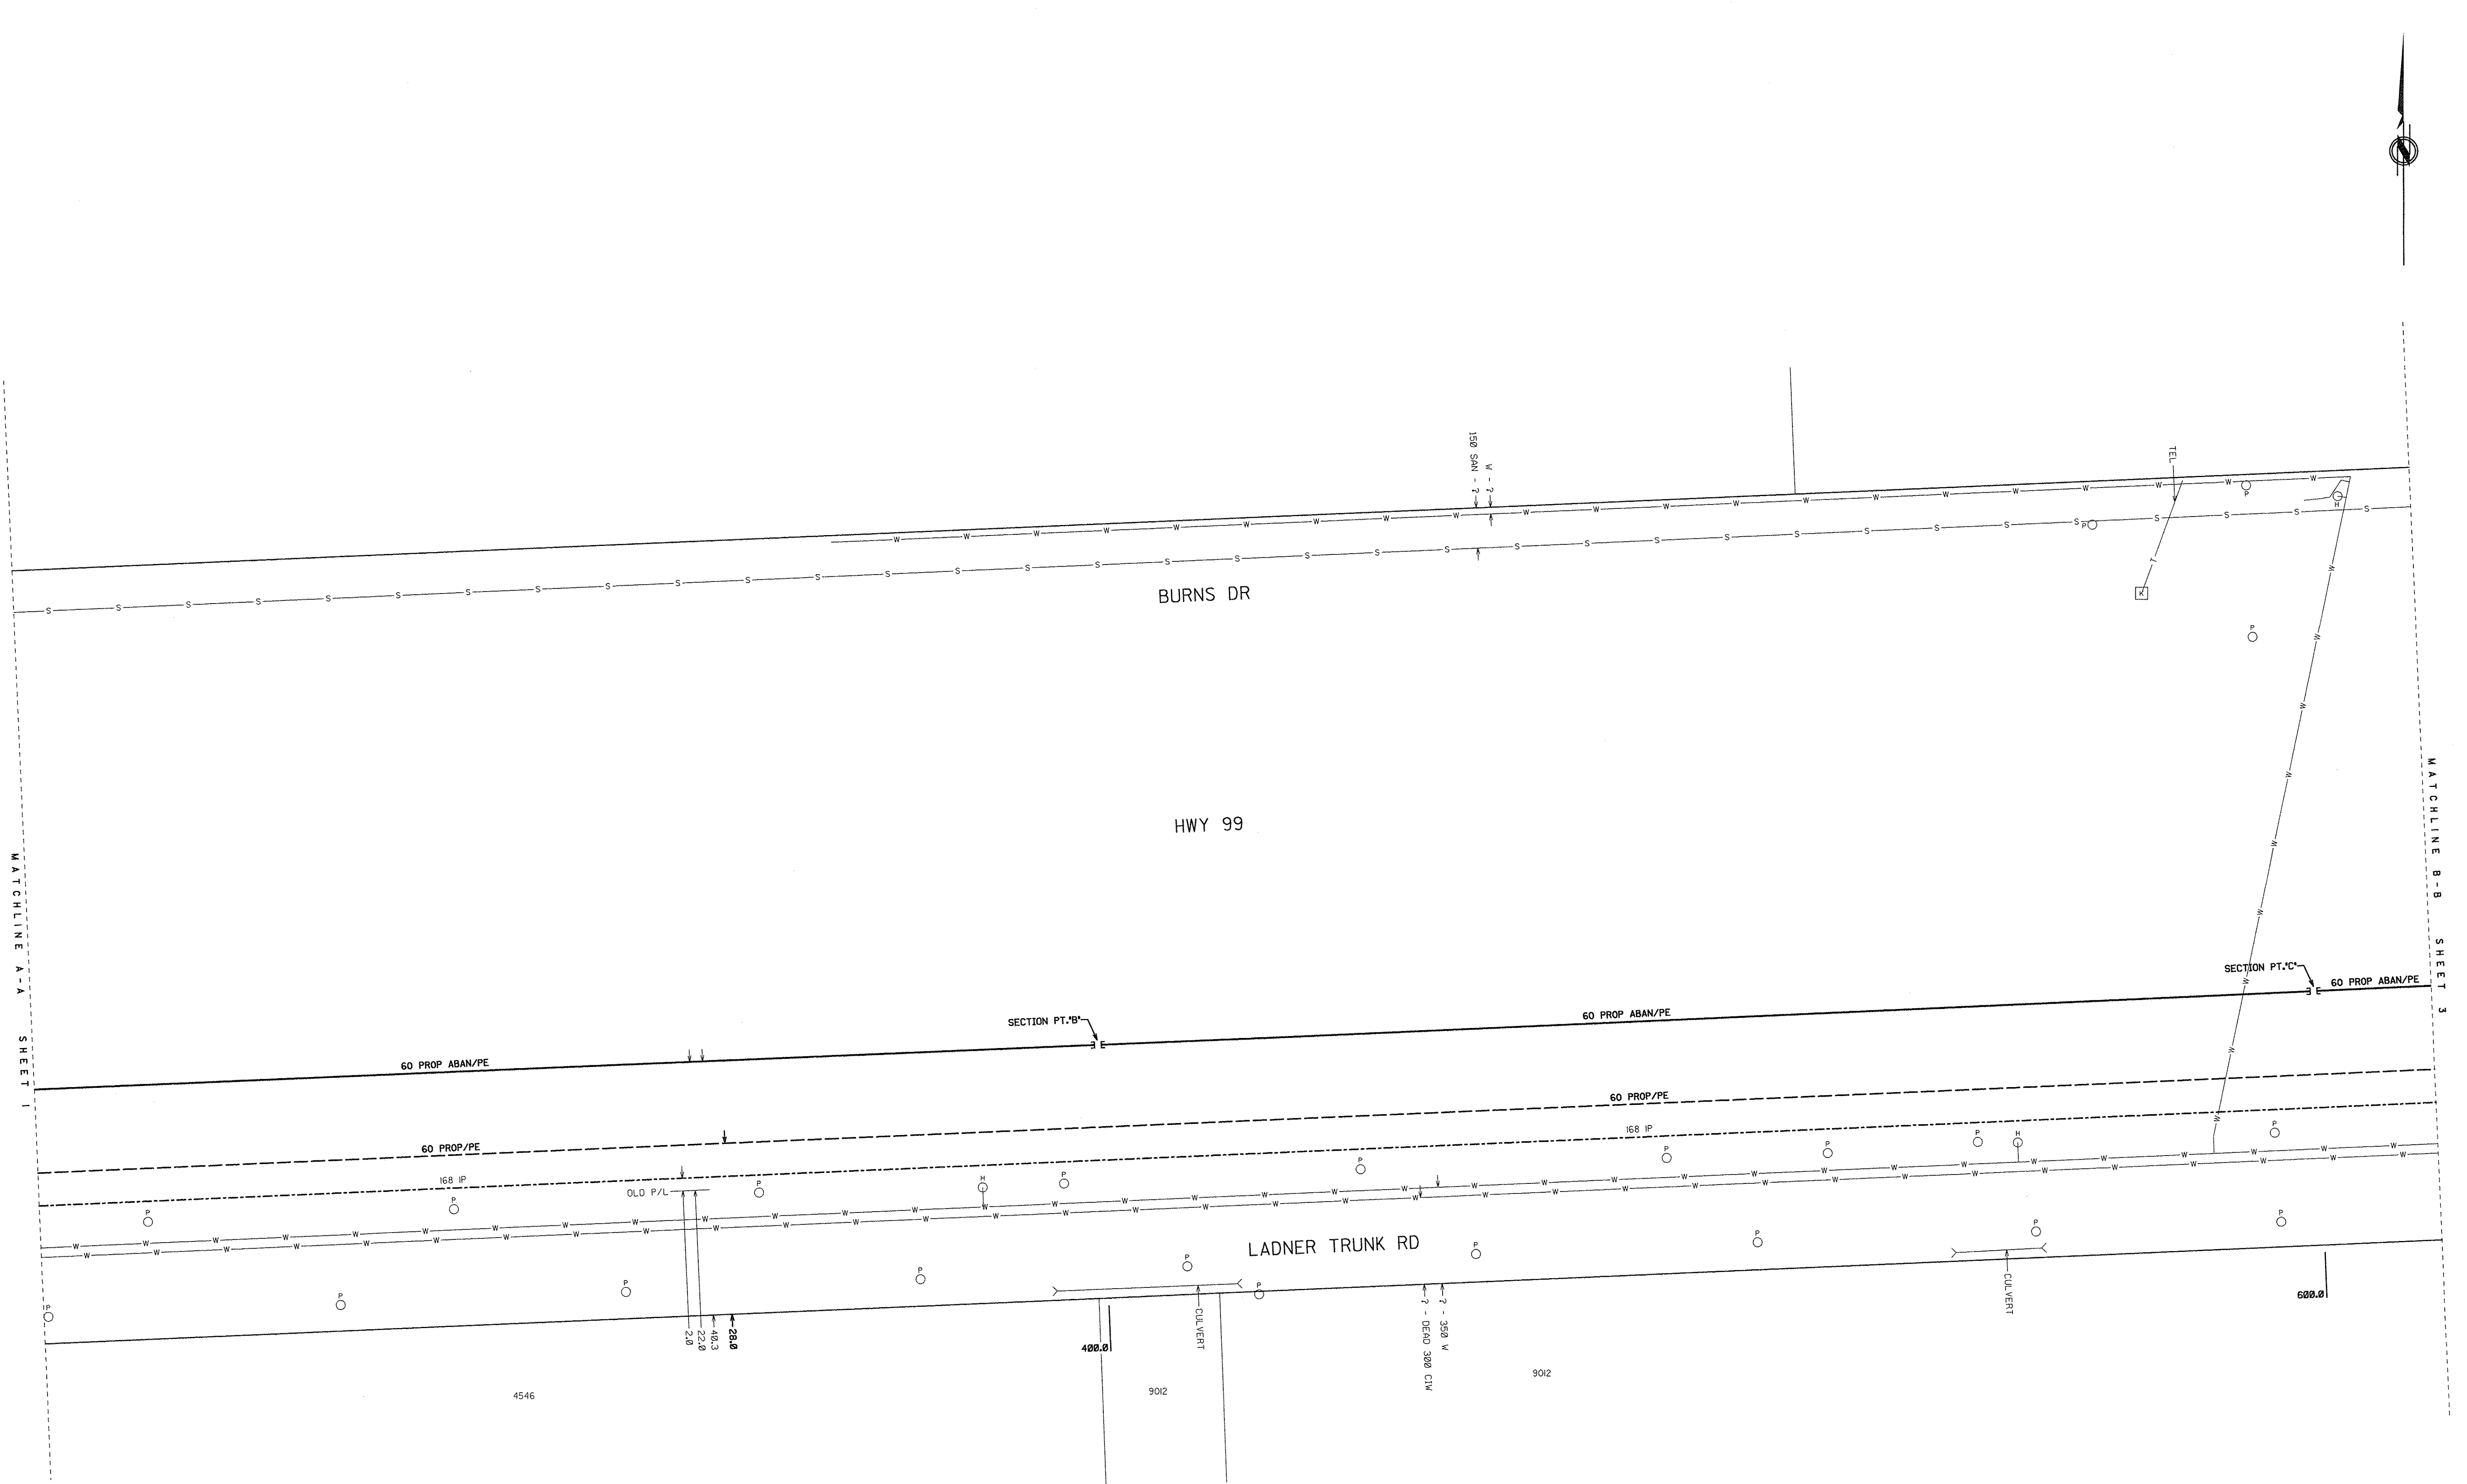 150 SAN - ?
W - ?
TEL
BURNS DR
HWY 99
MATCHLINE A-A SHEET 1
MATCHLINE B-B SHEET 3
SECTION PT."C"
60 PROP ABAN/PE
SECTION PT."B"
60 PROP ABAN/PE
60 PROP ABAN/PE
60 PROP/PE
60 PROP/PE
168 IP
168 IP
OLD P/L
LADNER TRUNK RD
2.0
22.0
40.3
28.0
400.0
CULVERT
? - DEAD 300 CIW
? - 350 W
CULVERT
600.0
4546
9012
9012